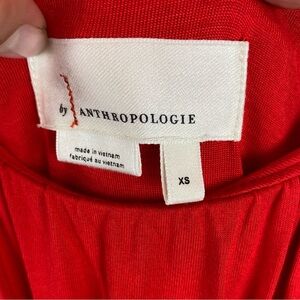 by ANTHROPOLOGIE
made in vietnam
fabriqué au vietnam
XS